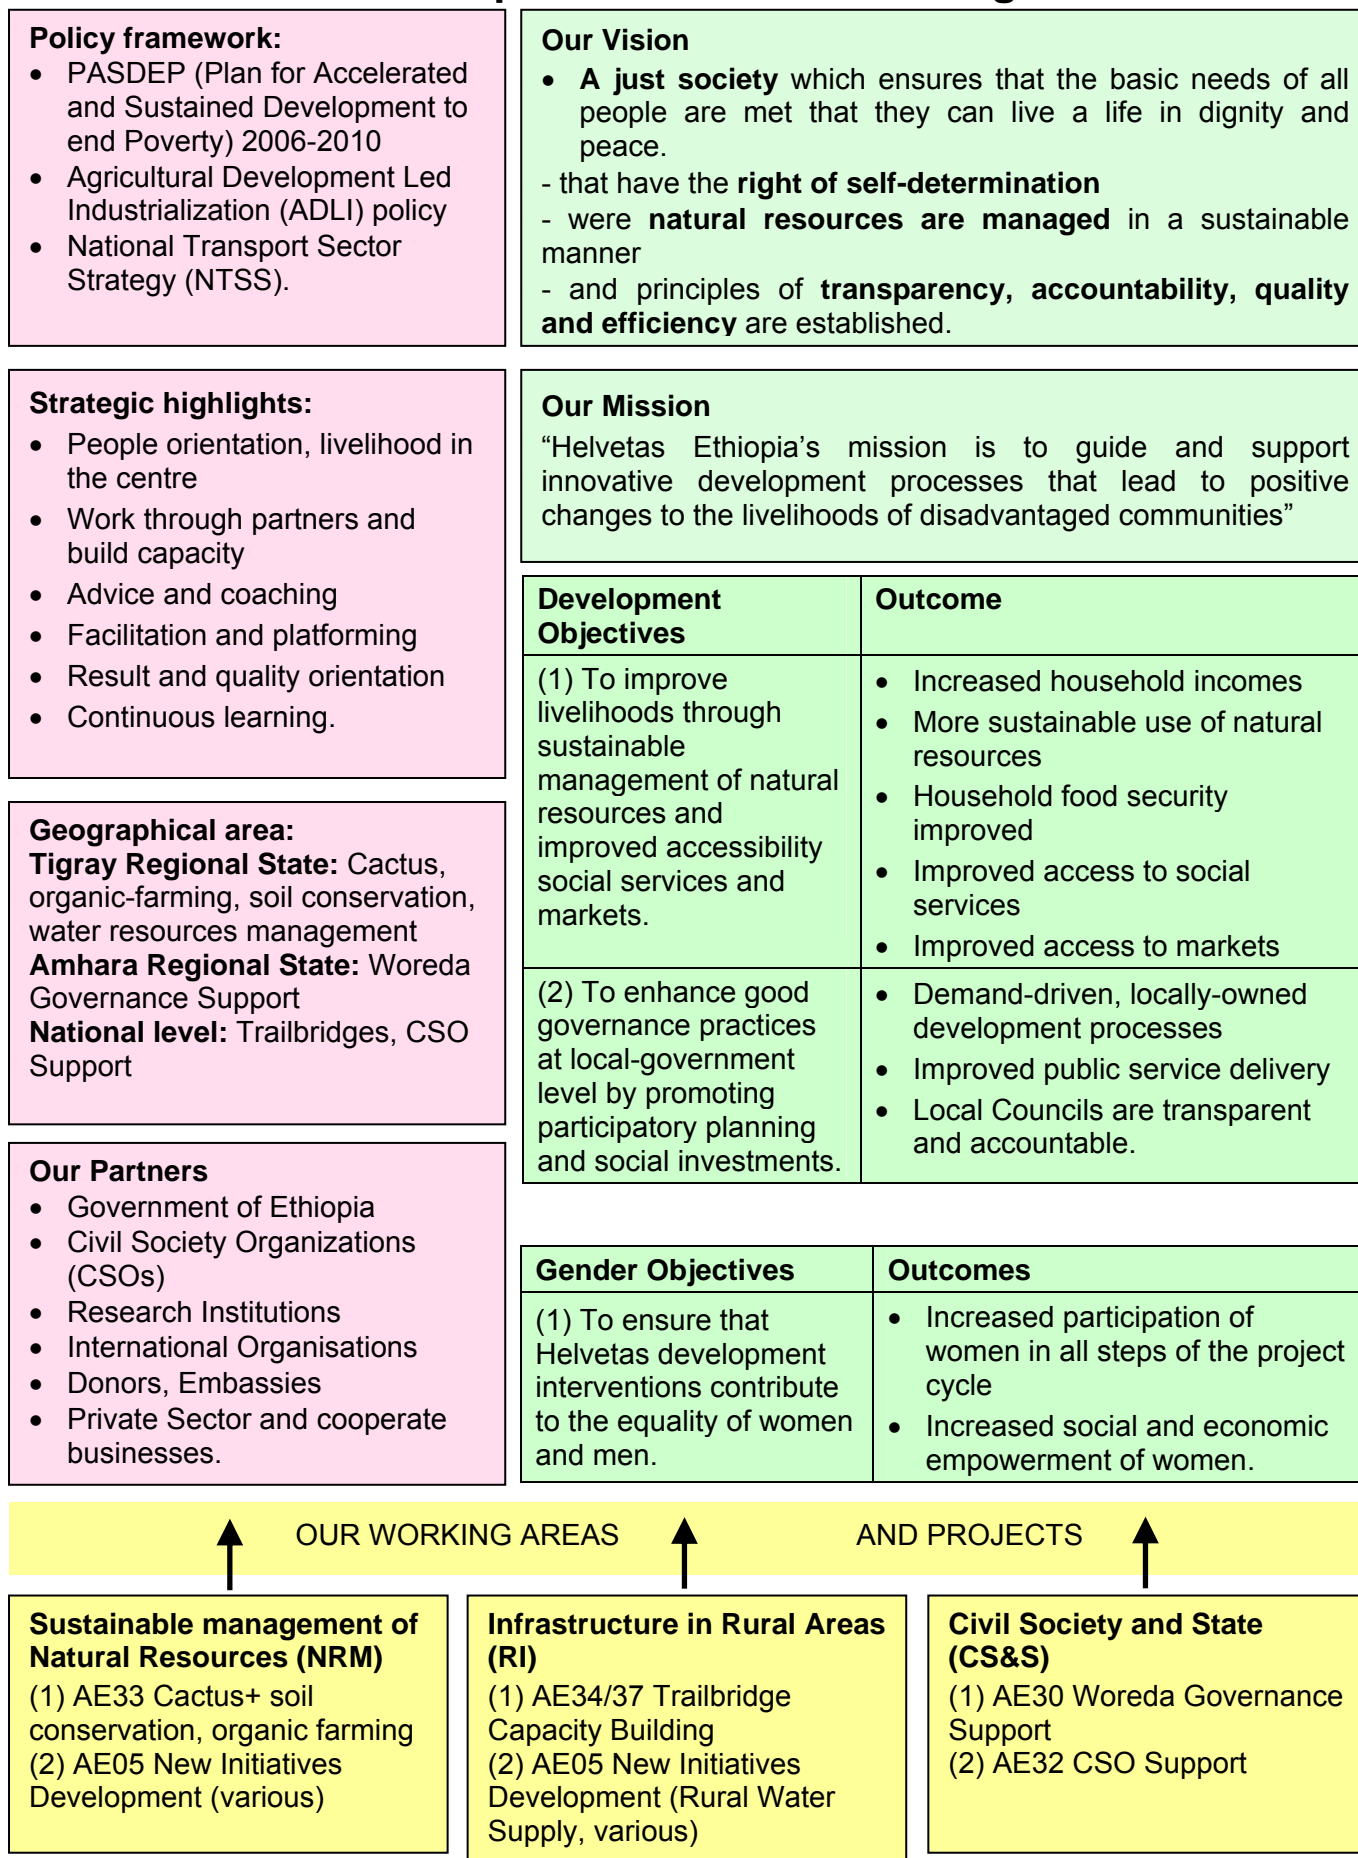 Policy framework:
• PASDEP (Plan for Accelerated
and Sustained Development to
end Poverty) 2006-2010
• Agricultural Development Led
Industrialization (ADLI) policy
• National Transport Sector
Strategy (NTSS).
Our Vision
• A just society which ensures that the basic needs of all
people are met that they can live a life in dignity and
peace.
- that have the right of self-determination
- were natural resources are managed in a sustainable
manner
- and principles of transparency, accountability, quality
and efficiency are established.
Strategic highlights:
• People orientation, livelihood in
the centre
• Work through partners and
build capacity
• Advice and coaching
• Facilitation and platforming
• Result and quality orientation
• Continuous learning.
Our Mission
“Helvetas Ethiopia’s mission is to guide and support
innovative development processes that lead to positive
changes to the livelihoods of disadvantaged communities”
Development
Objectives
Outcome
(1) To improve
livelihoods through
sustainable
management of natural
resources and
improved accessibility
social services and
markets.
• Increased household incomes
• More sustainable use of natural
resources
• Household food security
improved
• Improved access to social
services
• Improved access to markets
(2) To enhance good
governance practices
at local-government
level by promoting
participatory planning
and social investments.
• Demand-driven, locally-owned
development processes
• Improved public service delivery
• Local Councils are transparent
and accountable.
Geographical area:
Tigray Regional State: Cactus,
organic-farming, soil conservation,
water resources management
Amhara Regional State: Woreda
Governance Support
National level: Trailbridges, CSO
Support
Our Partners
• Government of Ethiopia
• Civil Society Organizations
(CSOs)
• Research Institutions
• International Organisations
• Donors, Embassies
• Private Sector and cooperate
businesses.
Gender Objectives
Outcomes
(1) To ensure that
Helvetas development
interventions contribute
to the equality of women
and men.
• Increased participation of
women in all steps of the project
cycle
• Increased social and economic
empowerment of women.
OUR WORKING AREAS AND PROJECTS
Sustainable management of
Natural Resources (NRM)
(1) AE33 Cactus+ soil
conservation, organic farming
(2) AE05 New Initiatives
Development (various)
Infrastructure in Rural Areas
(RI)
(1) AE34/37 Trailbridge
Capacity Building
(2) AE05 New Initiatives
Development (Rural Water
Supply, various)
Civil Society and State
(CS&S)
(1) AE30 Woreda Governance
Support
(2) AE32 CSO Support